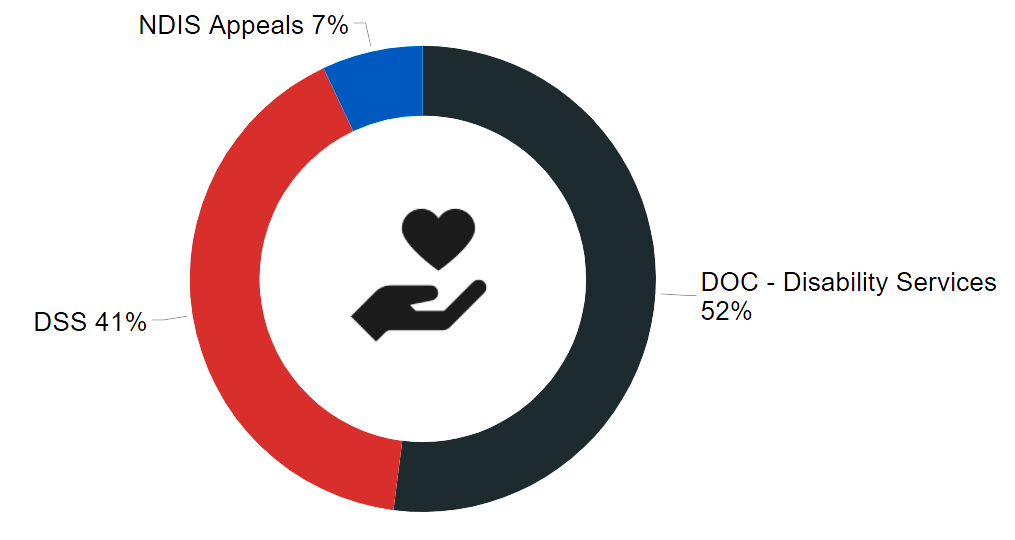 NDIS Appeals 7%
DOC - Disability Services
52%
DSS 41%